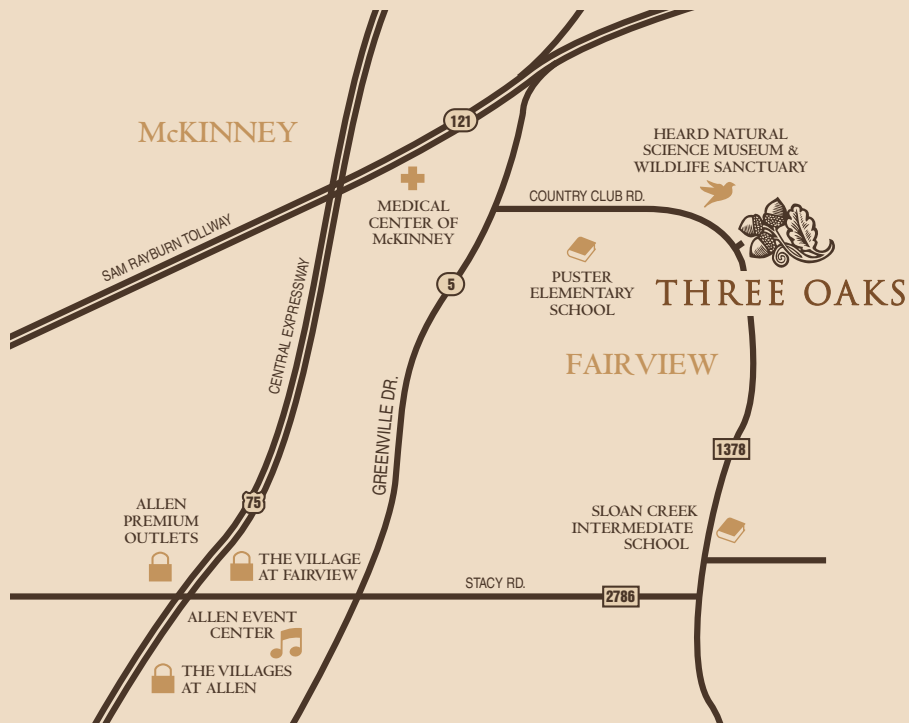 121
McKINNEY
HEARD NATURAL
SCIENCE MUSEUM &
WILDLIFE SANCTUARY
COUNTRY CLUB RD.
MEDICAL
CENTER OF
McKINNEY
SAM RAYBURN TOLLWAY
5
PUSTER
ELEMENTARY
SCHOOL
THREE OAKS
CENTRAL EXPRESSWAY
FAIRVIEW
GREENVILLE DR.
1378
75
ALLEN
PREMIUM
OUTLETS
SLOAN CREEK
INTERMEDIATE
SCHOOL
THE VILLAGE
AT FAIRVIEW
STACY RD.
2786
ALLEN EVENT
CENTER
THE VILLAGES
AT ALLEN